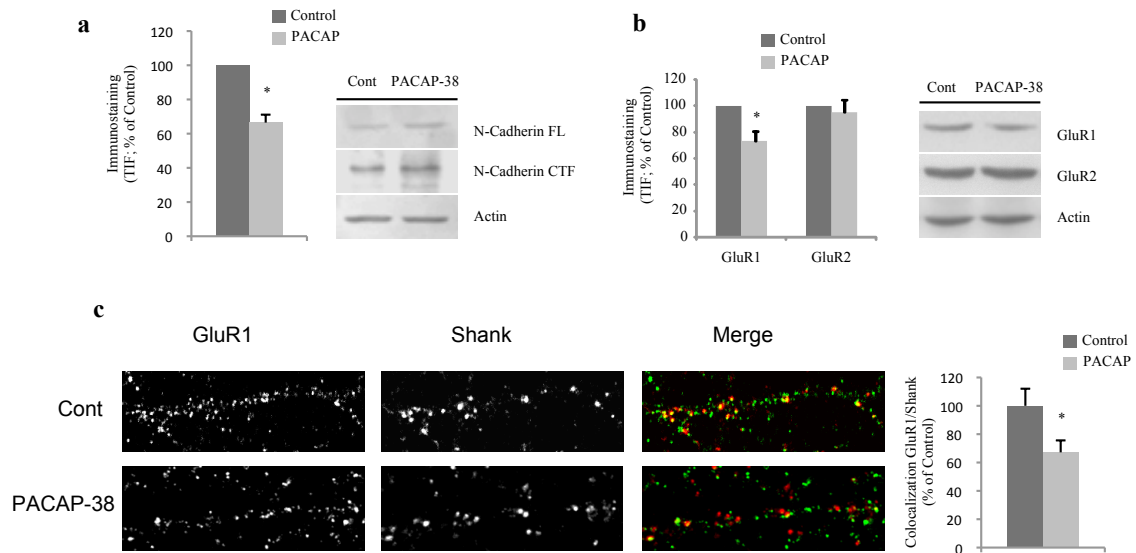 a
Control
PACAP
Immunostaining
(TIF; % of Control)
120
100
80
60
40
20
0
*
Cont PACAP-38
N-Cadherin FL
N-Cadherin CTF
Actin
b
Control
PACAP
Immunostaining
(TIF; % of Control)
120
100
80
60
40
20
0
*
GluR1 GluR2
Cont PACAP-38
GluR1
GluR2
Actin
c
GluR1 Shank Merge
Cont
PACAP-38
Control
PACAP
Colocalization GluR1/Shank
(% of Control)
120
100
80
60
40
20
0
*